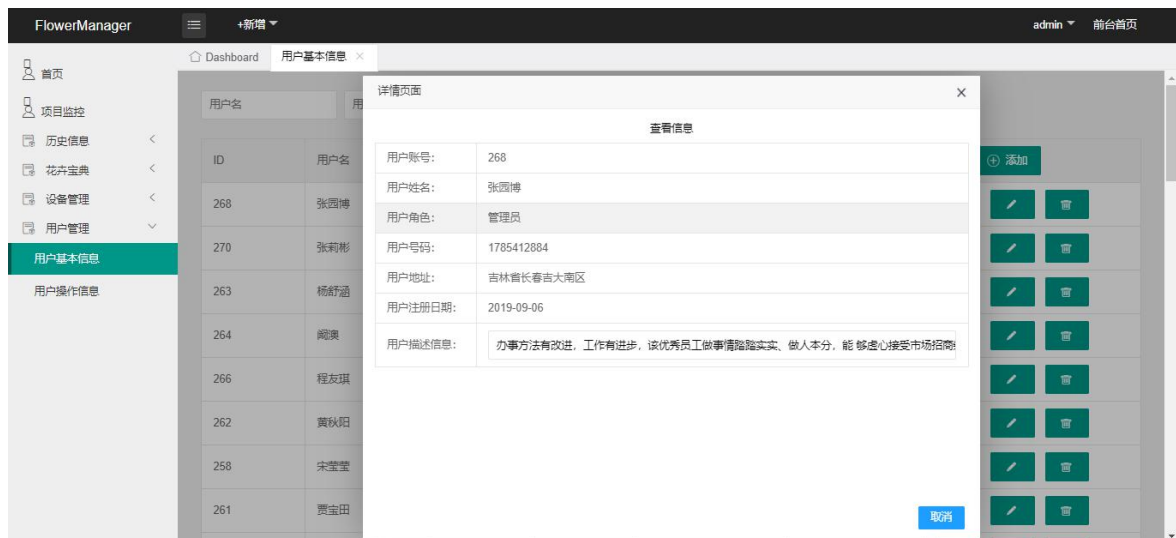 FlowerManager +新增 admin 前台首页
Dashboard 用户基本信息
首页
项目监控
历史信息
花卉宝典
设备管理
用户管理
用户基本信息
用户操作信息
用户名 用
ID 用户名 添加
268 张园博
270 张莉彬
263 杨舒涵
264 阚澳
266 程友琪
262 黄秋阳
258 宋莹莹
261 贾宝田
详情页面
查看信息
用户账号: 268
用户姓名: 张园博
用户角色: 管理员
用户号码: 1785412884
用户地址: 吉林省长春吉大南区
用户注册日期: 2019-09-06
用户描述信息: 办事方法有改进，工作有进步，该优秀员工做事情踏踏实实、做人本分，能 够虚心接受市场招商
取消